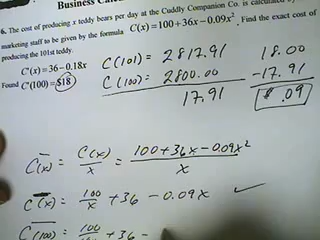 Business Calc
6. The cost of producing x teddy bears per day at the Cuddly Companion Co. is calculated by
marketing staff to be given by the formula C(x) = 100 + 36x - 0.09x². Find the exact cost of
producing the 101st teddy.
C'(x) = 36 - 0.18x
Found C'(100) = $18
C(101) = 2817.91
C(100) = 2800.00
17.91
18.00
-17.91
$.09
C̅(x) = C(x)/x = 100+36x-0.09x²/x
C̅(x) = 100/x + 36 - 0.09x ✓
C̅(100) = 100/ + 36 -